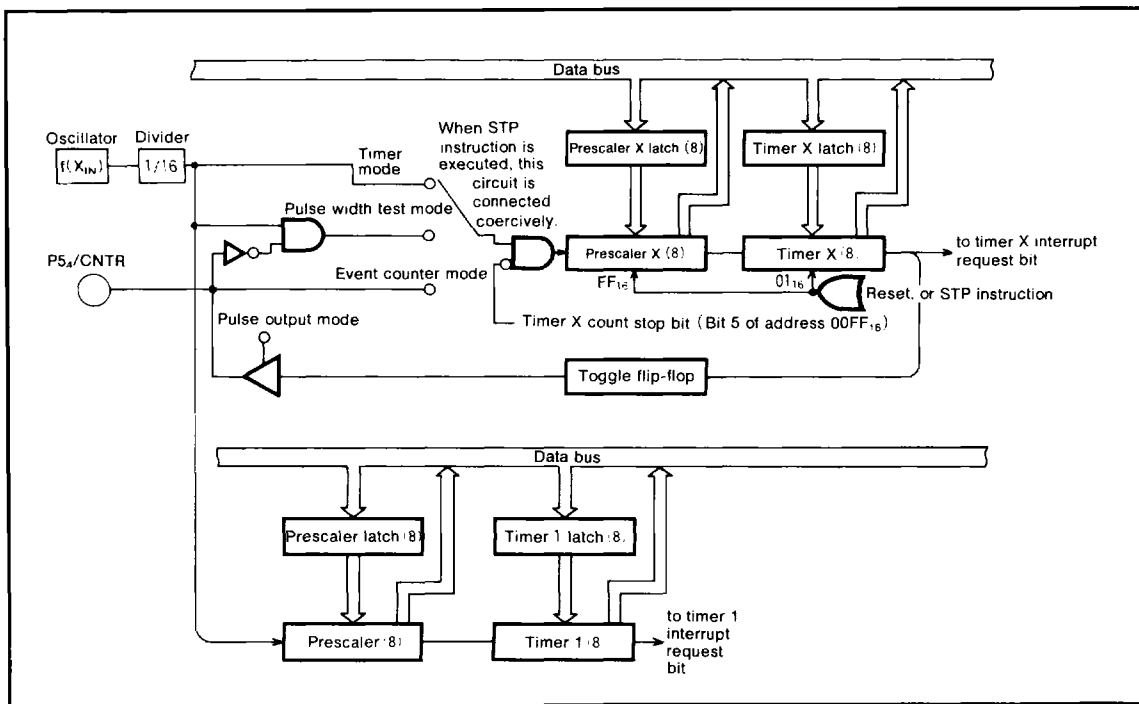 Data bus
Oscillator
f(X_IN)
Divider
1/16
Timer
mode
When STP
instruction is
executed, this
circuit is
connected
coercively.
Prescaler X latch (8)
Timer X latch (8)
Pulse width test mode
P5₄/CNTR
Event counter mode
Prescaler X (8)
Timer X (8)
to timer X interrupt
request bit
FF₁₆
01₁₆
Reset, or STP instruction
Pulse output mode
Timer X count stop bit (Bit 5 of address 00FF₁₆)
Toggle flip-flop
Data bus
Prescaler latch (8)
Timer 1 latch (8)
Prescaler (8)
Timer 1 (8
to timer 1
interrupt
request
bit